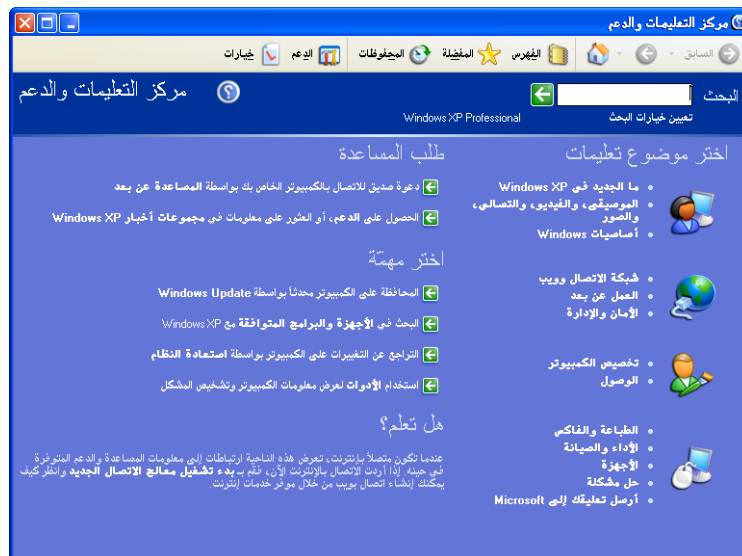 مركز التعليمات والدعم
السابق
الفهرس
المفضلة
المحفوظات
الدعم
خيارات
البحث
تعيين خيارات البحث
Windows XP Professional
مركز التعليمات والدعم
اختر موضوع تعليمات
ما الجديد في Windows XP
الموسيقى، والفيديو، والتسالي،
والصور
أساسيات Windows
شبكة الاتصال وويب
العمل عن بعد
الأمان والإدارة
تخصيص الكمبيوتر
الوصول
الطباعة والفاكس
الأداء والصيانة
الأجهزة
حل مشكلة
أرسل تعليقك إلى Microsoft
طلب المساعدة
دعوة صديق للاتصال بالكمبيوتر الخاص بك بواسطة المساعدة عن بعد
الحصول على الدعم، أو العثور على معلومات في مجموعات أخبار Windows XP
اختر مهمّة
المحافظة على الكمبيوتر محدثاً بواسطة Windows Update
البحث في الأجهزة والبرامج المتوافقة مع Windows XP
التراجع عن التغييرات على الكمبيوتر بواسطة استعادة النظام
استخدام الأدوات لعرض معلومات الكمبيوتر وتشخيص المشكل
هل تعلم؟
عندما تكون متصلاً بإنترنت، تعرض هذه الناحية ارتباطات إلى معلومات المساعدة والدعم المتوفرة
في حينه. إذا أردت الاتصال بالإنترنت الآن، فقم بـ بدء تشغيل معالج الاتصال الجديد وانظر كيف
يمكنك إنشاء اتصال بويب من خلال موفر خدمات إنترنت.